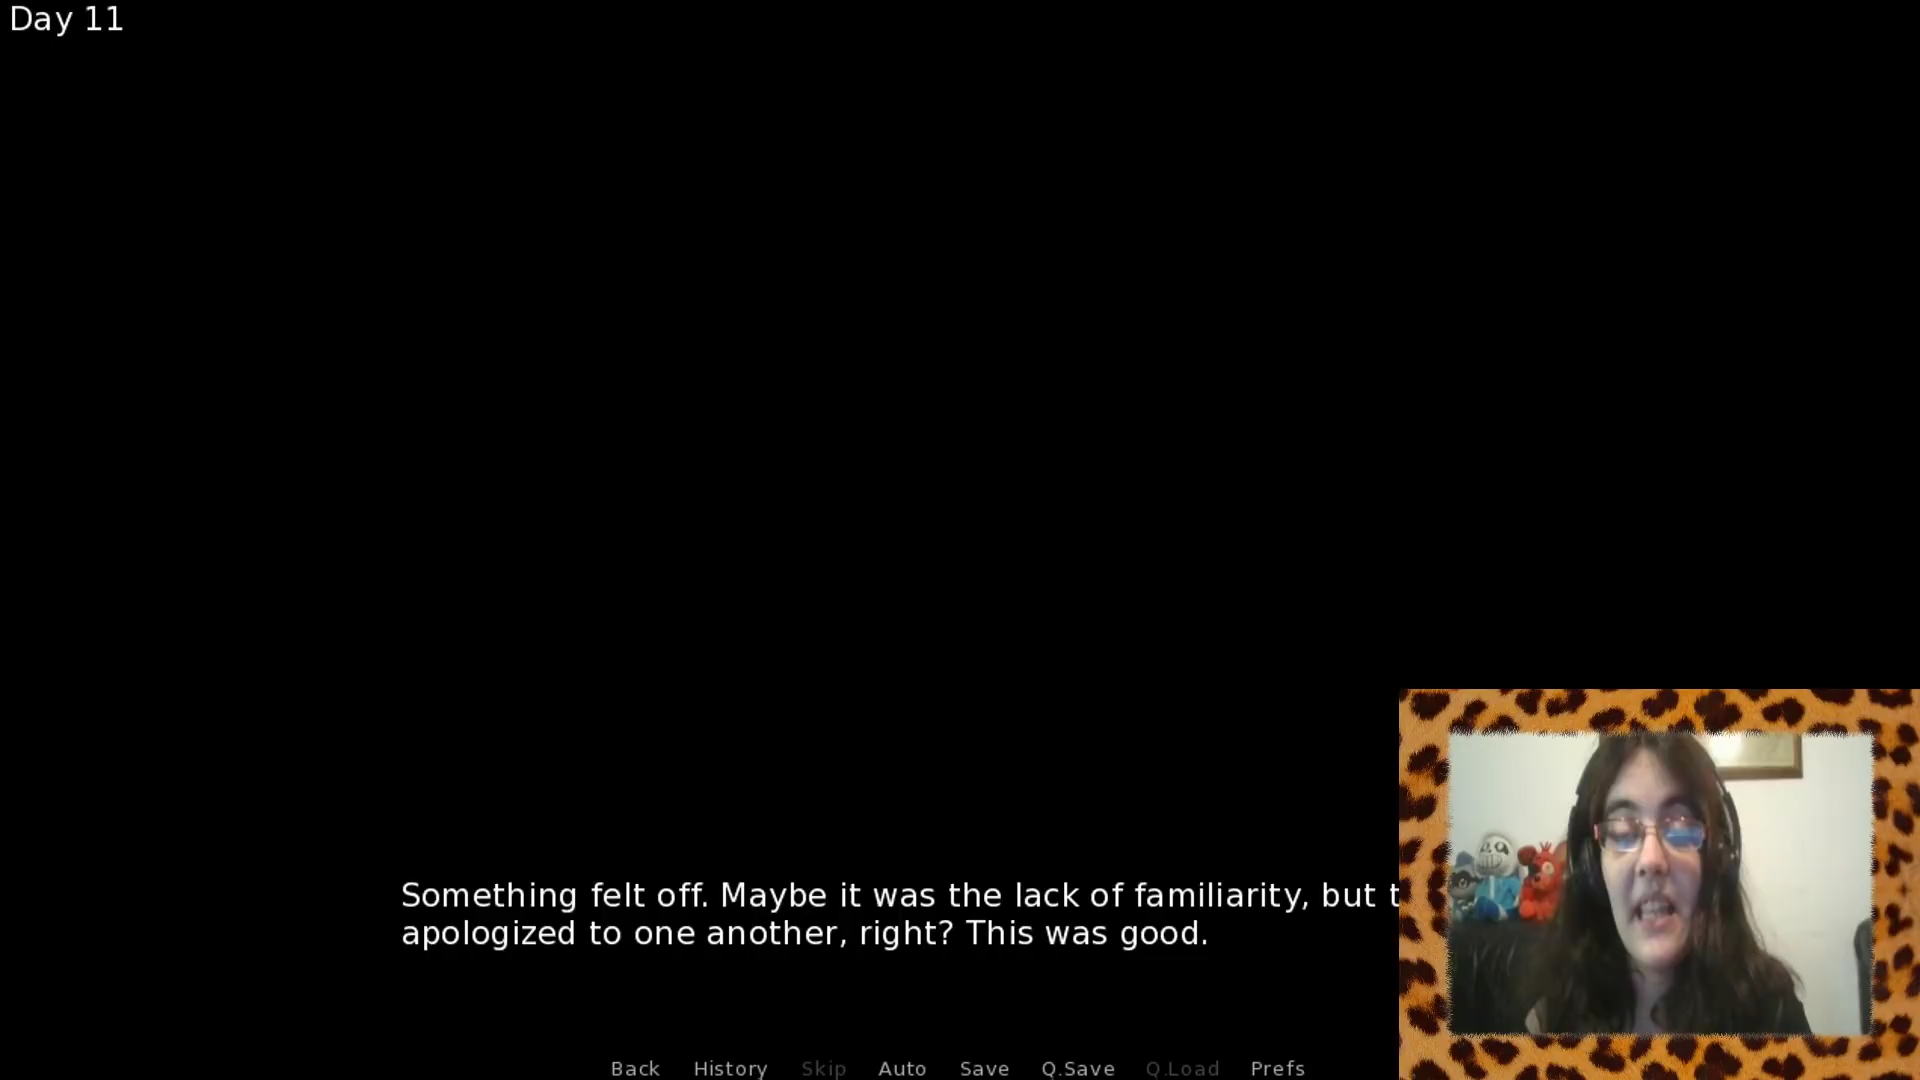 Day 11
Something felt off. Maybe it was the lack of familiarity, but t
apologized to one another, right? This was good.
Back History Skip Auto Save Q.Save Q.Load Prefs